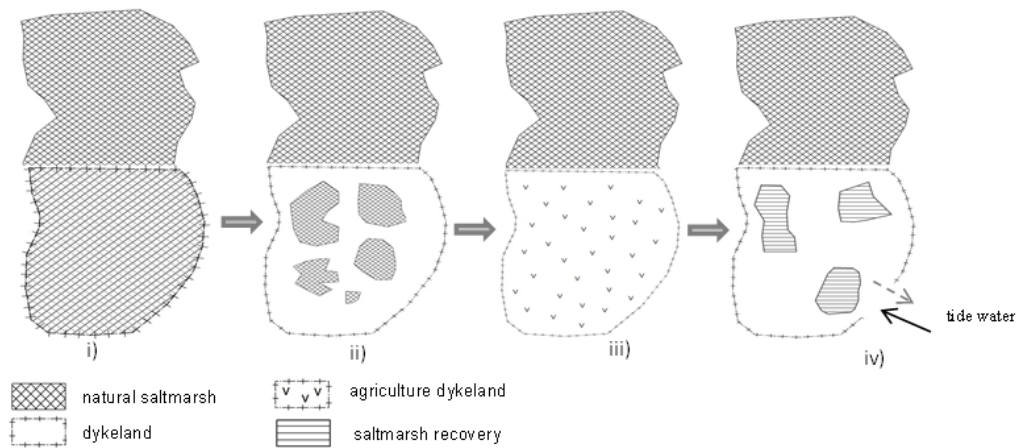 tide water
i)
ii)
iii)
iv)
natural saltmarsh
agriculture dykeland
dykeland
saltmarsh recovery